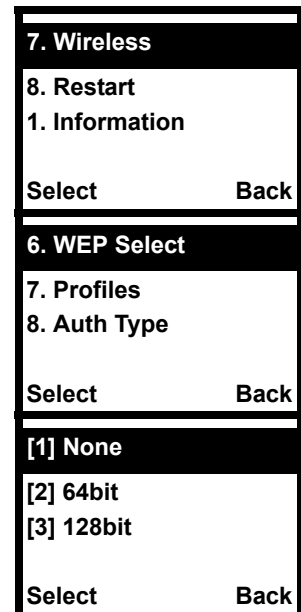 7. Wireless
8. Restart
1. Information
Select Back
6. WEP Select
7. Profiles
8. Auth Type
Select Back
[1] None
[2] 64bit
[3] 128bit
Select Back